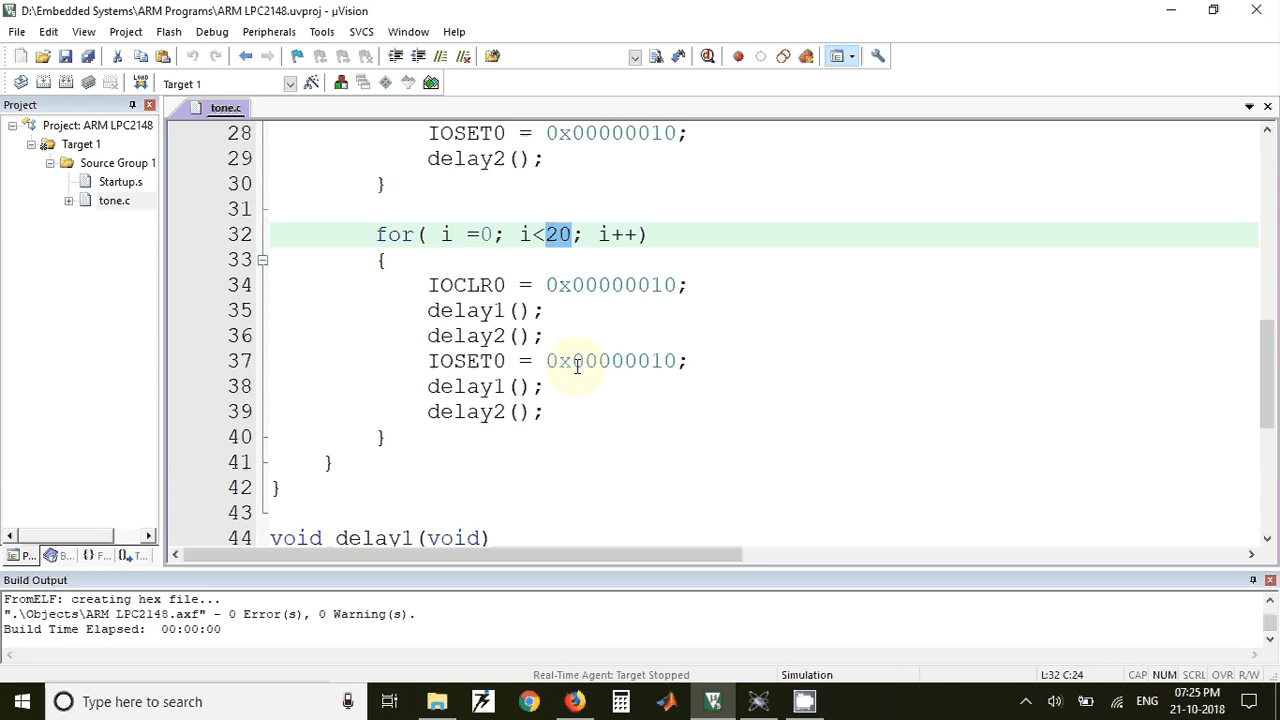 D:\Embedded Systems\ARM Programs\ARM LPC2148.uvproj - µVision
File Edit View Project Flash Debug Peripherals Tools SVCS Window Help
LOAD Target 1
Project
tone.c
Project: ARM LPC2148
Target 1
Source Group 1
Startup.s
tone.c
28 IOSET0 = 0x00000010;
29 delay2();
30 }
31
32 for( i =0; i<20; i++)
33 {
34 IOCLR0 = 0x00000010;
35 delay1();
36 delay2();
37 IOSET0 = 0x00000010;
38 delay1();
39 delay2();
40 }
41 }
42 }
43
44 void delay1(void)
P... B... {} F... 0. T...
Build Output
FromELF: creating hex file...
".\Objects\ARM LPC2148.axf" - 0 Error(s), 0 Warning(s).
Build Time Elapsed: 00:00:00
Real-Time Agent: Target Stopped Simulation L:32 C:24 CAP NUM SCRL OVR R/W
Type here to search ENG 07:25 PM
21-10-2018